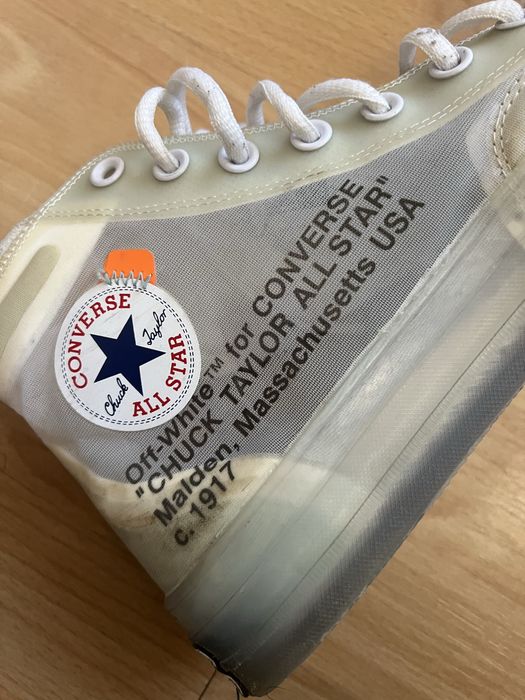 CONVERSE
Chuck Taylor
ALL STAR
Off-White™ for CONVERSE
"CHUCK TAYLOR ALL STAR"
Malden, Massachusetts USA
c. 1917